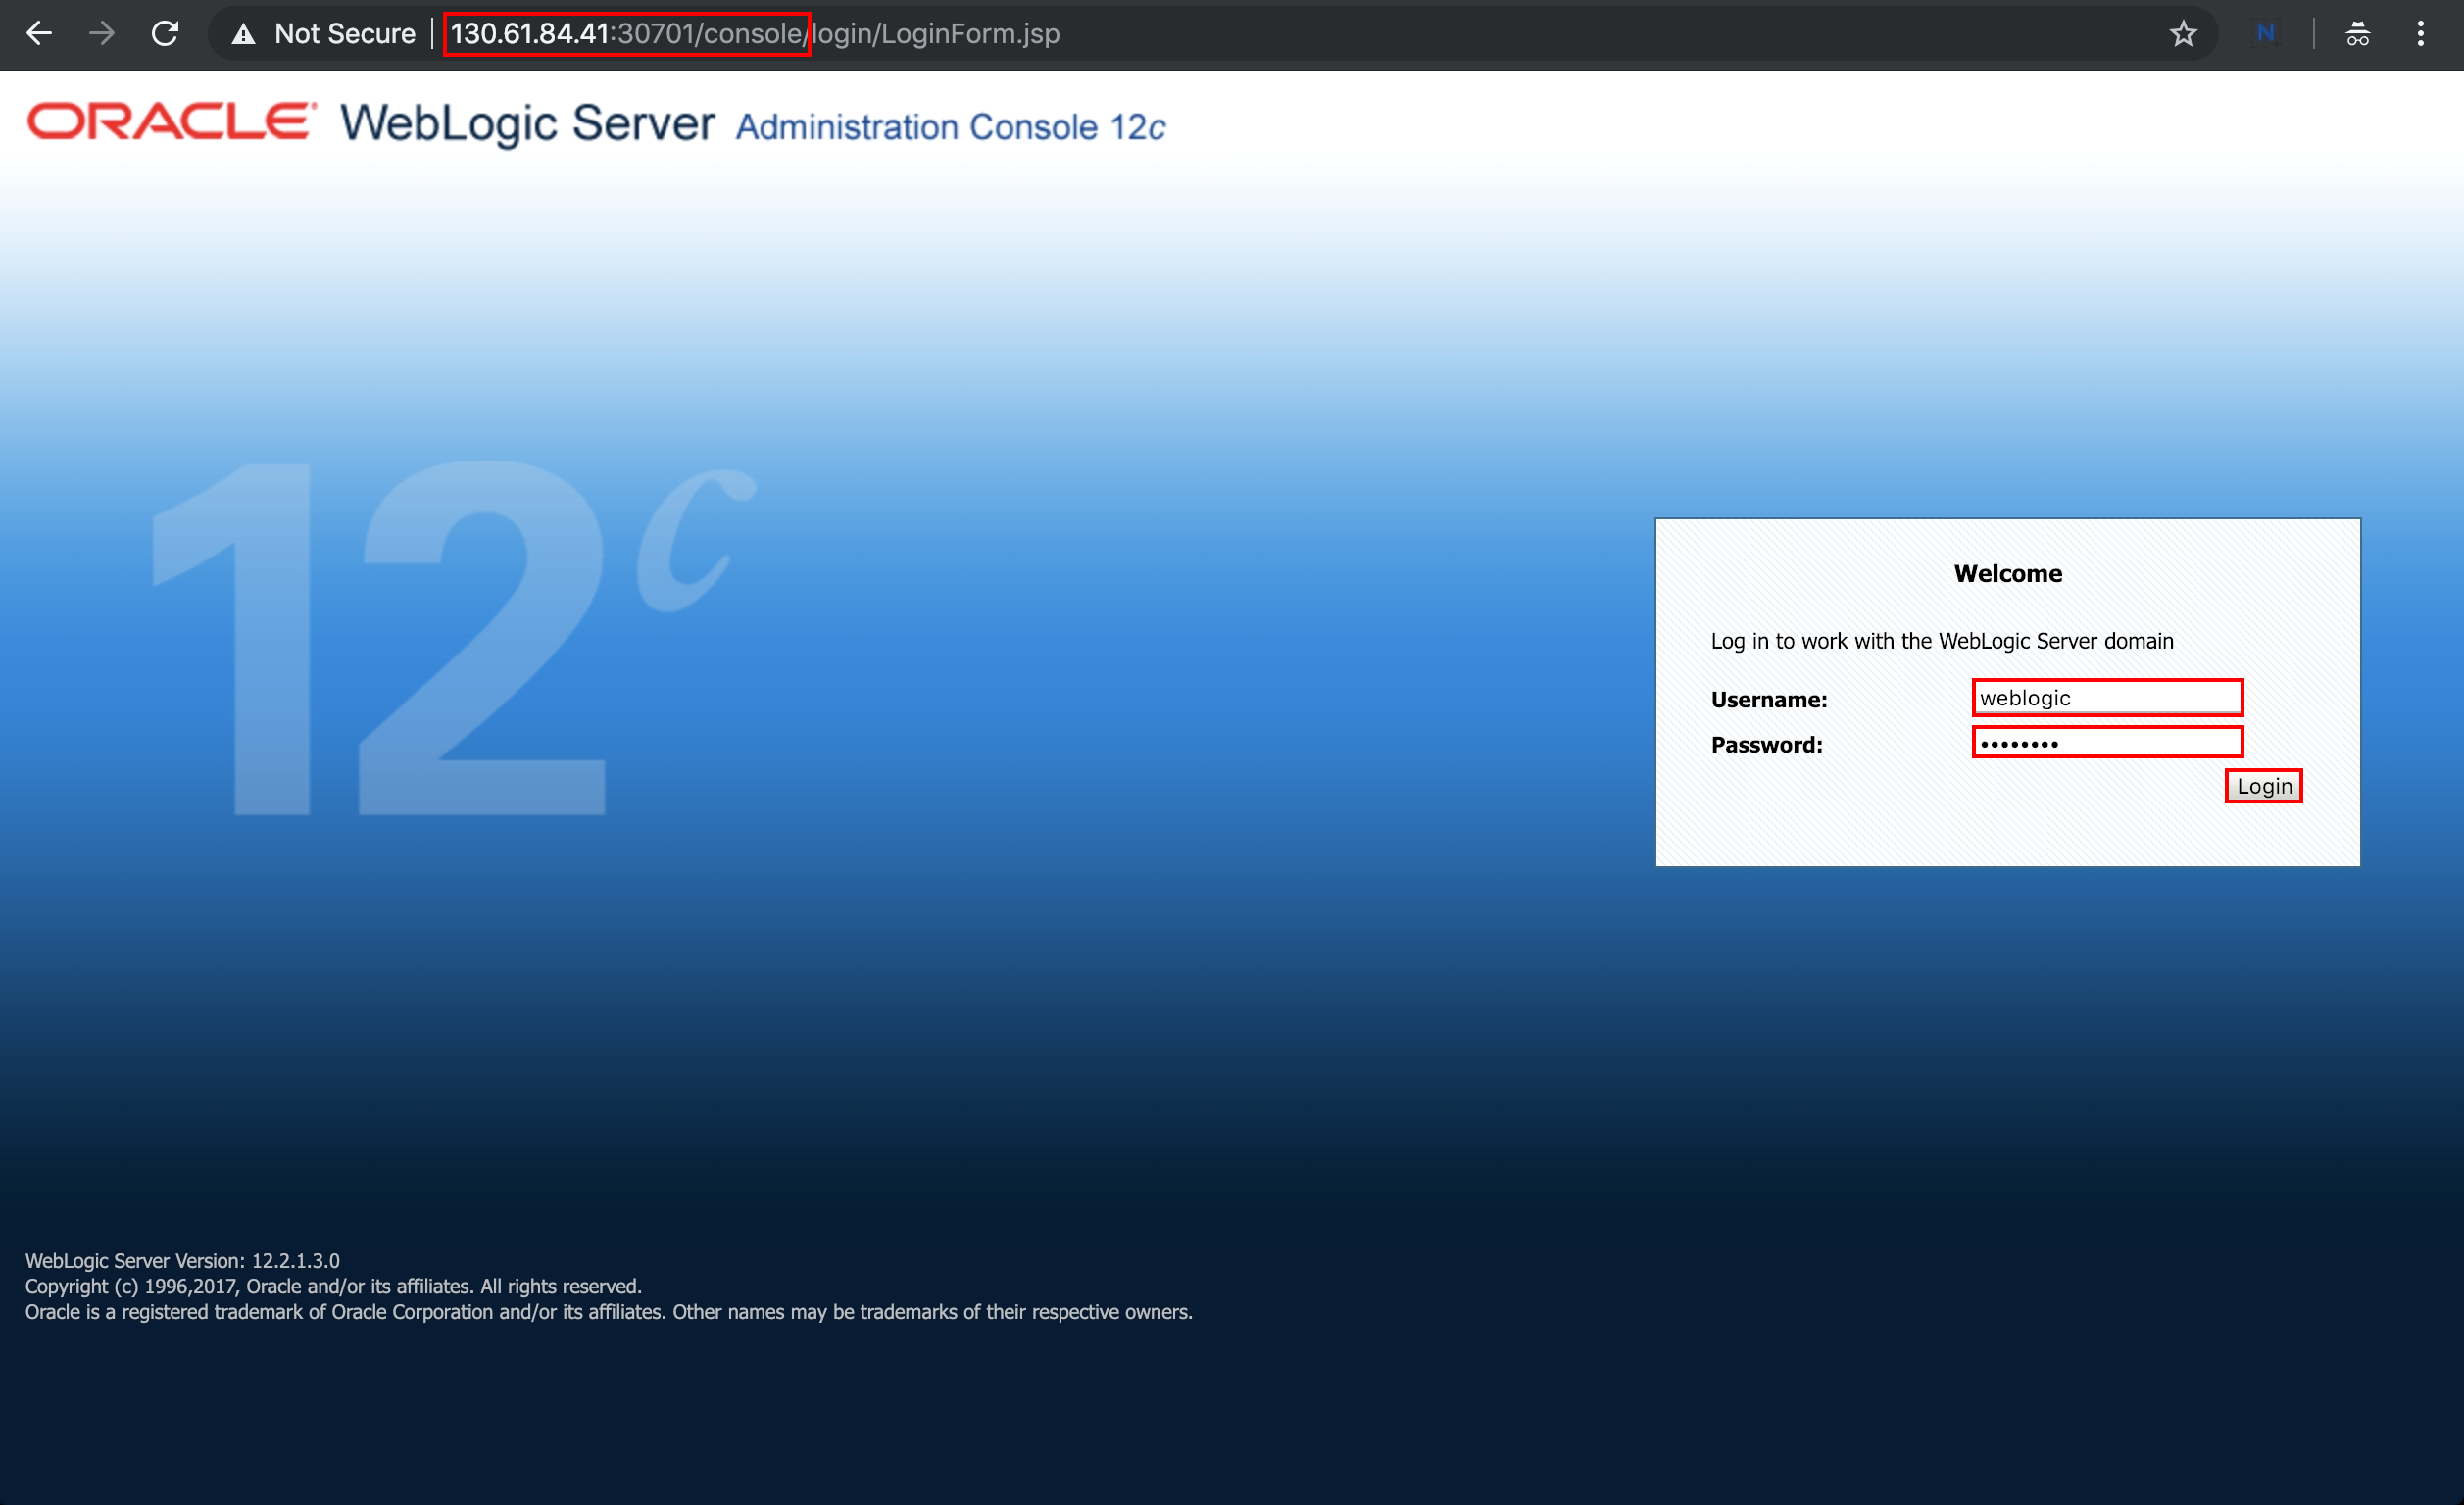 Not Secure 130.61.84.41:30701/console/login/LoginForm.jsp
N
ORACLE® WebLogic Server Administration Console 12c
12c
Welcome
Log in to work with the WebLogic Server domain
Username: weblogic
Password: ••••••••
Login
WebLogic Server Version: 12.2.1.3.0
Copyright (c) 1996,2017, Oracle and/or its affiliates. All rights reserved.
Oracle is a registered trademark of Oracle Corporation and/or its affiliates. Other names may be trademarks of their respective owners.